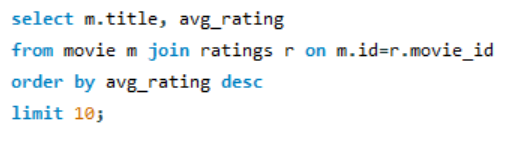 select m.title, avg_rating
from movie m join ratings r on m.id=r.movie_id
order by avg_rating desc
limit 10;